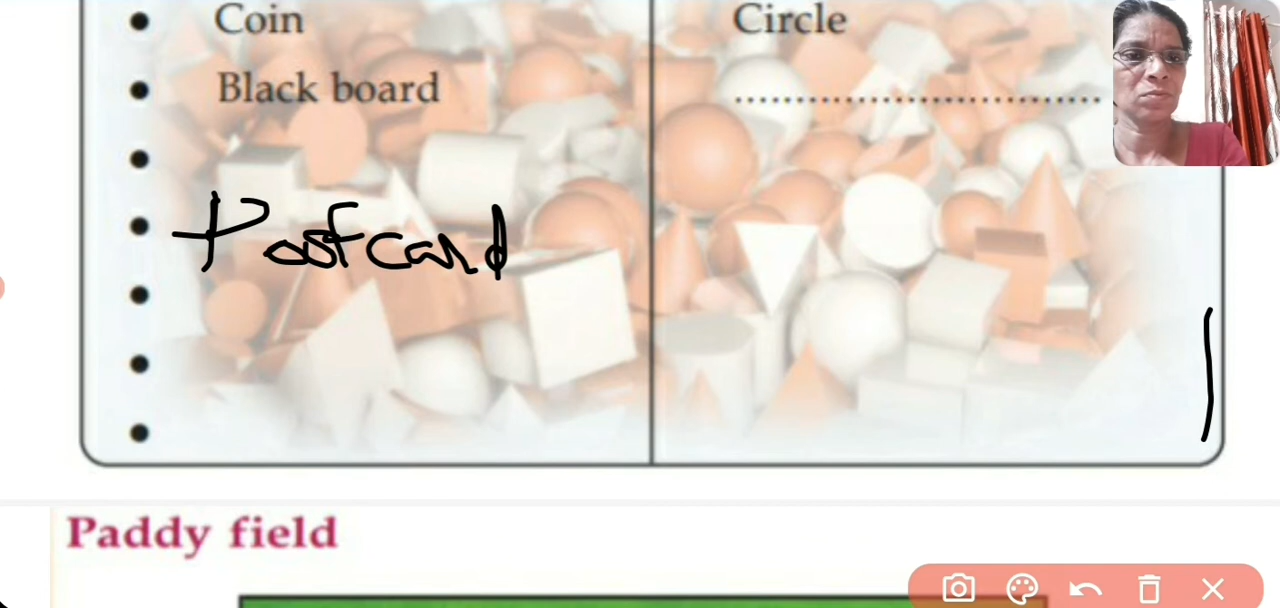 Coin Circle
Black board ..............................
Postcard
Paddy field